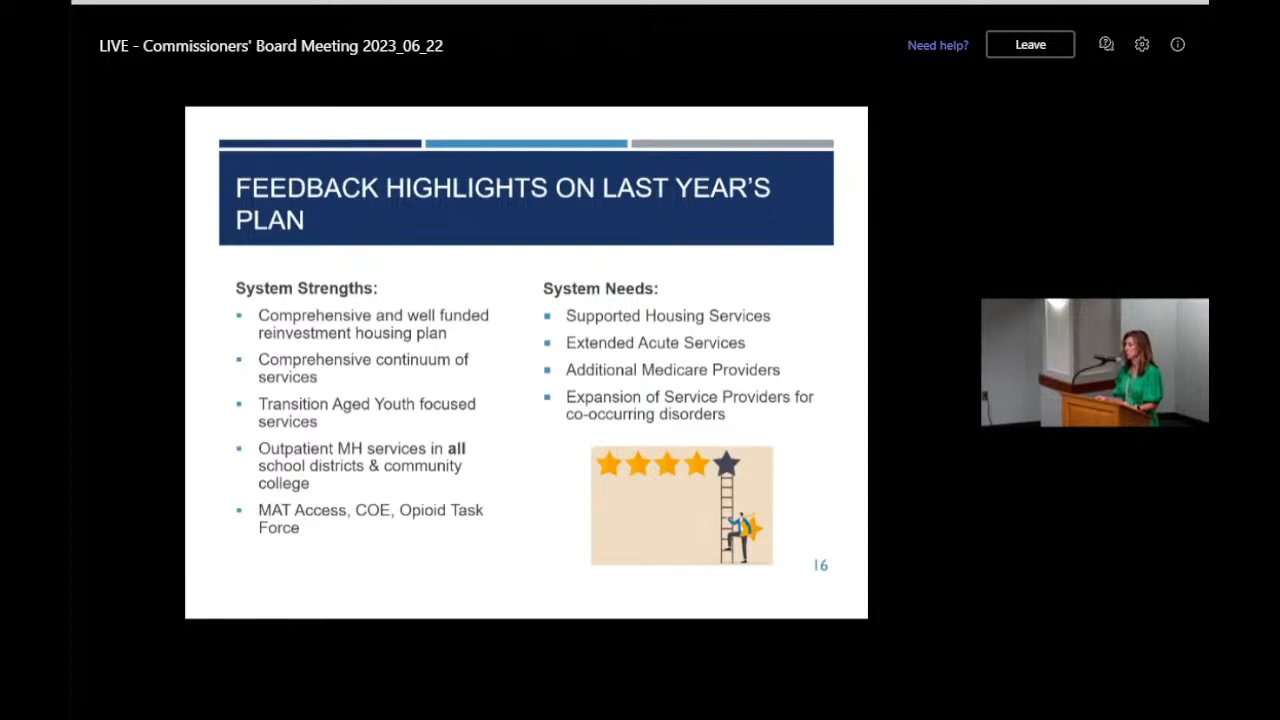 LIVE - Commissioners' Board Meeting 2023_06_22
Need help?
Leave
FEEDBACK HIGHLIGHTS ON LAST YEAR'S
PLAN
System Strengths:
Comprehensive and well funded
reinvestment housing plan
Comprehensive continuum of
services
Transition Aged Youth focused
services
Outpatient MH services in all
school districts & community
college
MAT Access, COE, Opioid Task
Force
System Needs:
Supported Housing Services
Extended Acute Services
Additional Medicare Providers
Expansion of Service Providers for
co-occurring disorders
16